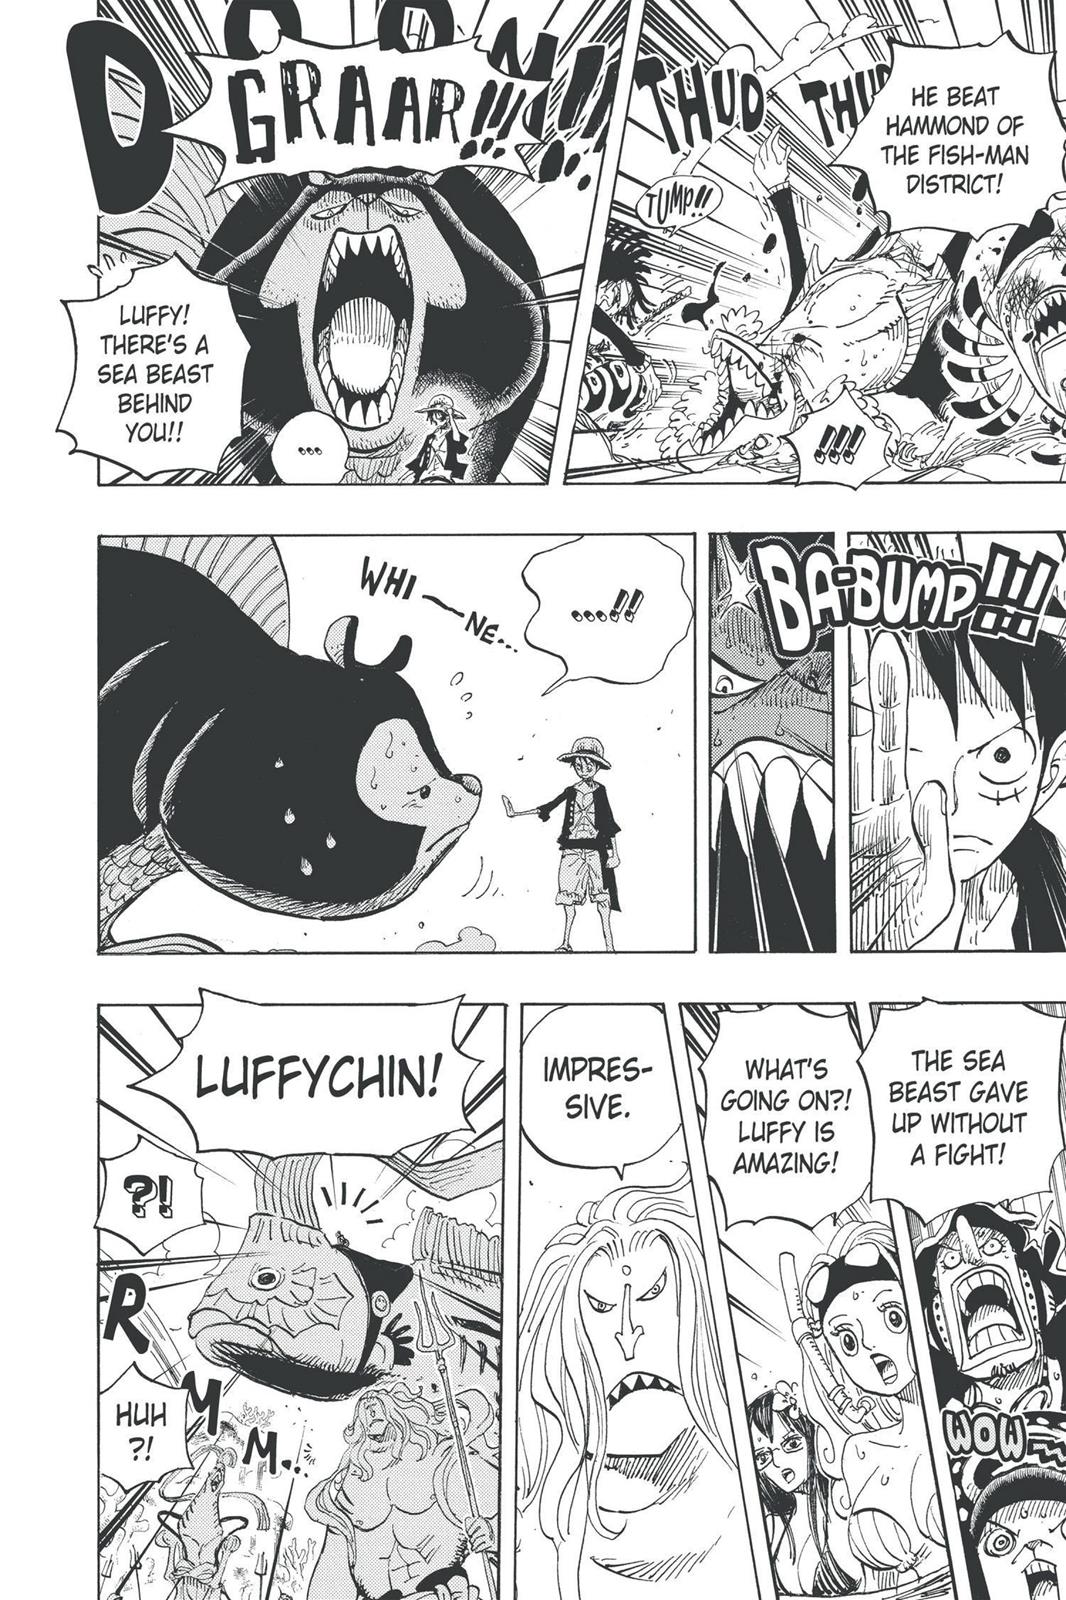 HE BEAT
HAMMOND OF
THE FISH-MAN
DISTRICT!
THUD
TUMP!!
!!!
DOOON!!!
GRAAR!!!
LUFFY!
THERE'S A
SEA BEAST
BEHIND
YOU!!
...
BA-BUMP!!!
WHI—NE...
....!!
THE SEA
BEAST GAVE
UP WITHOUT
A FIGHT!
WOW
WHAT'S
GOING ON?!
LUFFY IS
AMAZING!
IMPRES-
SIVE.
LUFFYCHIN!
?!
RMM...
HUH
?!